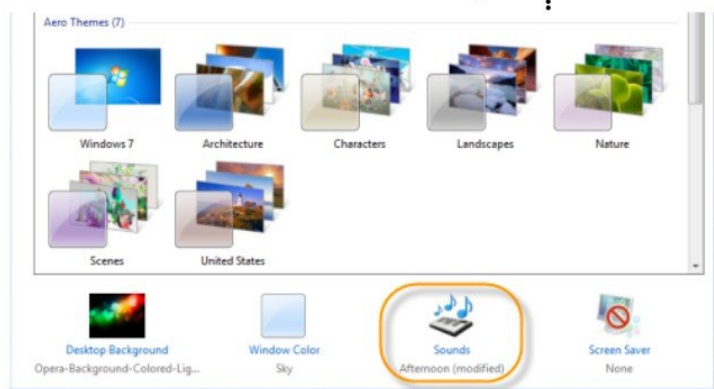 Aero Themes (7)
Windows 7
Architecture
Characters
Landscapes
Nature
Scenes
United States
Desktop Background
Window Color
Sounds
Screen Saver
Opera-Background-Colored-Lig...
Sky
Afternoon (modified)
None